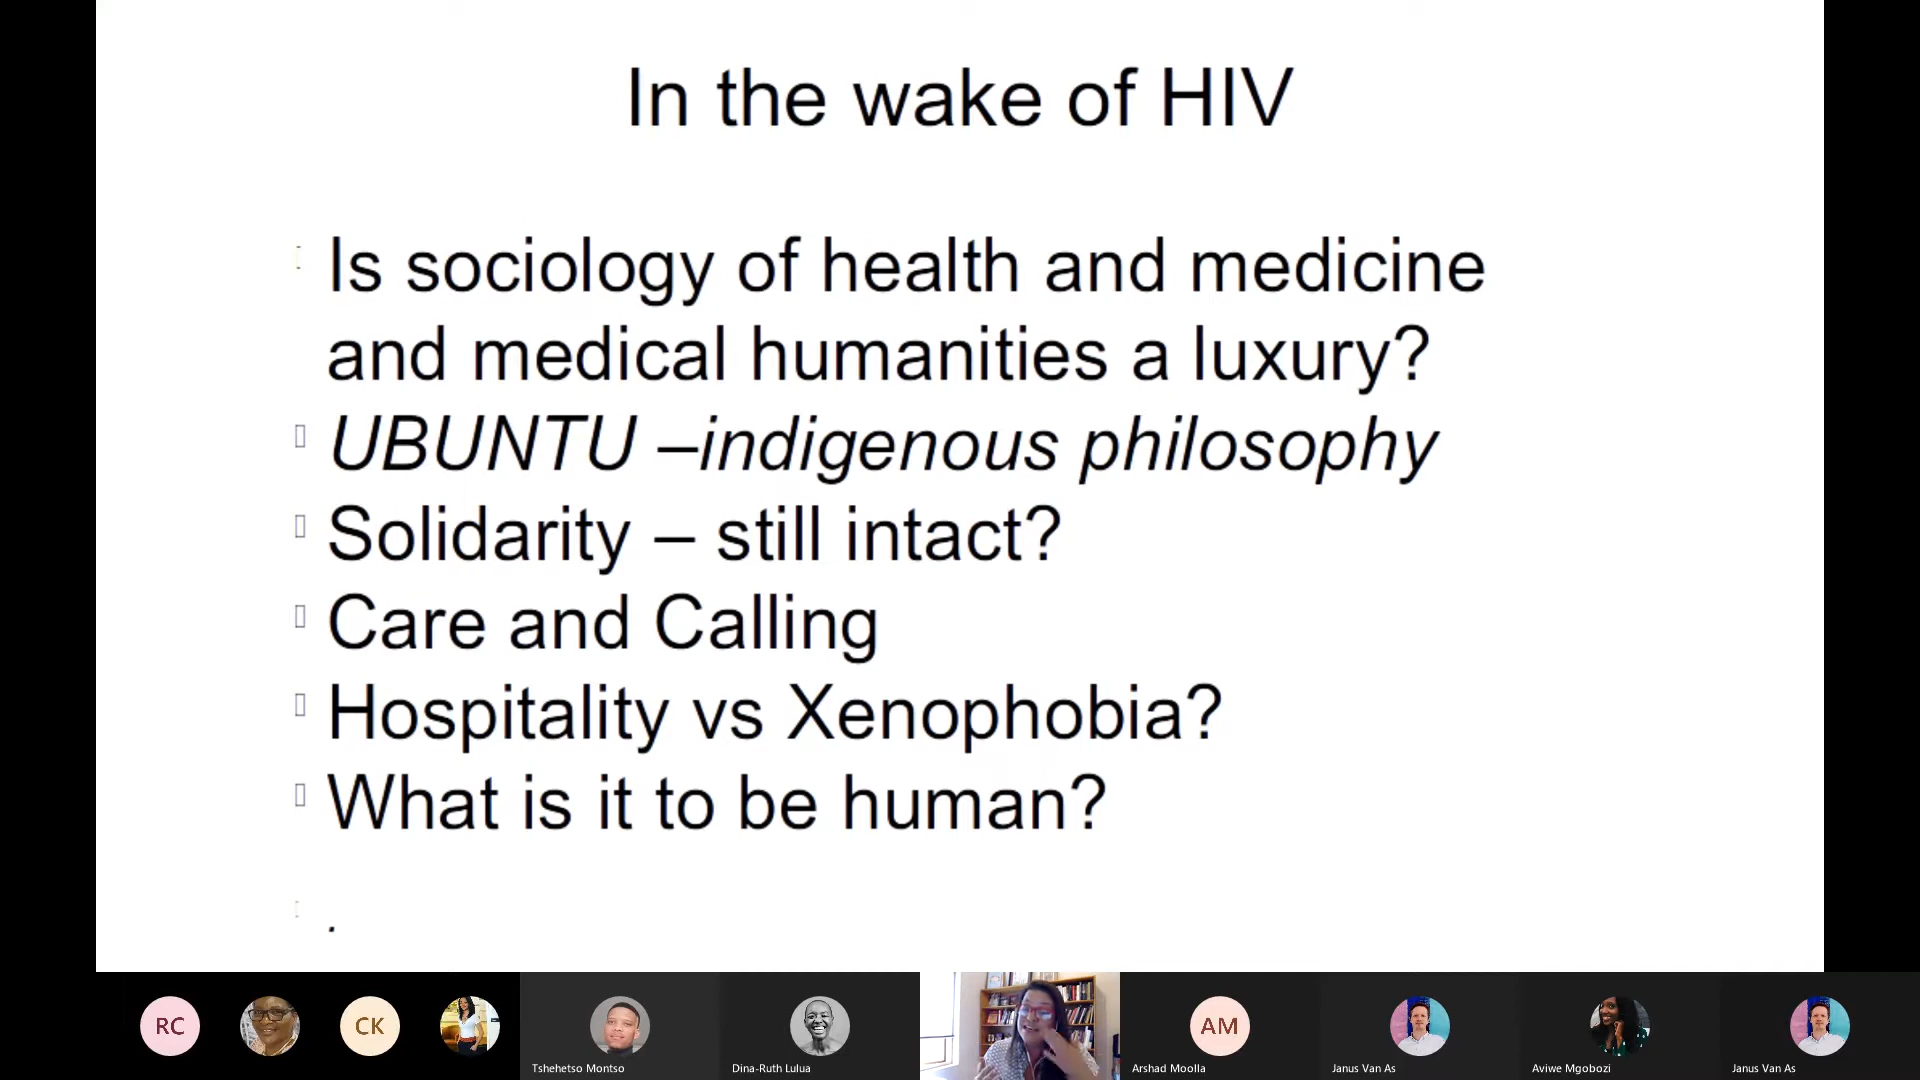 In the wake of HIV
Is sociology of health and medicine
and medical humanities a luxury?
UBUNTU –indigenous philosophy
Solidarity – still intact?
Care and Calling
Hospitality vs Xenophobia?
What is it to be human?
.
RC
CK
AM
Tshehetso Montso
Dina-Ruth Lulua
Arshad Moolla
Janus Van As
Aviwe Mgobozi
Janus Van As